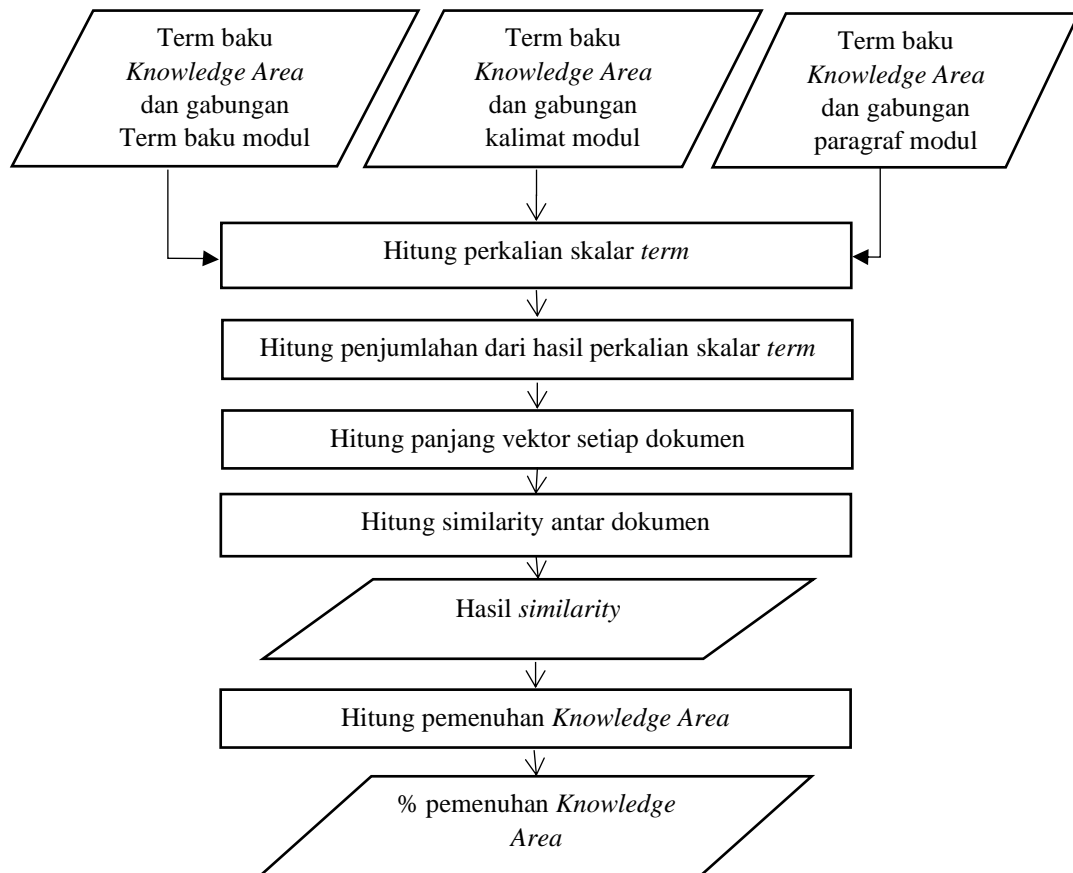 Term baku
Knowledge Area
dan gabungan
Term baku modul
Term baku
Knowledge Area
dan gabungan
kalimat modul
Term baku
Knowledge Area
dan gabungan
paragraf modul
Hitung perkalian skalar term
Hitung penjumlahan dari hasil perkalian skalar term
Hitung panjang vektor setiap dokumen
Hitung similarity antar dokumen
Hasil similarity
Hitung pemenuhan Knowledge Area
% pemenuhan Knowledge
Area